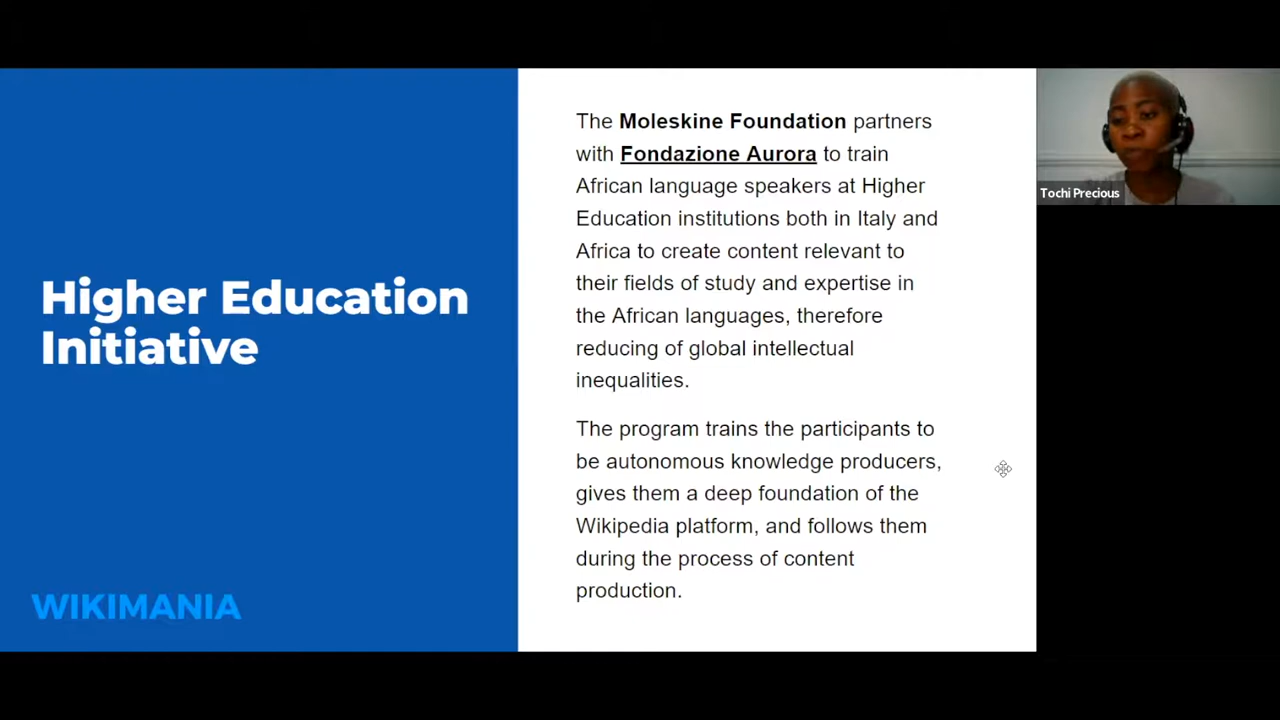 Higher Education
Initiative
WIKIMANIA
The Moleskine Foundation partners
with Fondazione Aurora to train
African language speakers at Higher
Education institutions both in Italy and
Africa to create content relevant to
their fields of study and expertise in
the African languages, therefore
reducing of global intellectual
inequalities.
The program trains the participants to
be autonomous knowledge producers,
gives them a deep foundation of the
Wikipedia platform, and follows them
during the process of content
production.
Tochi Precious